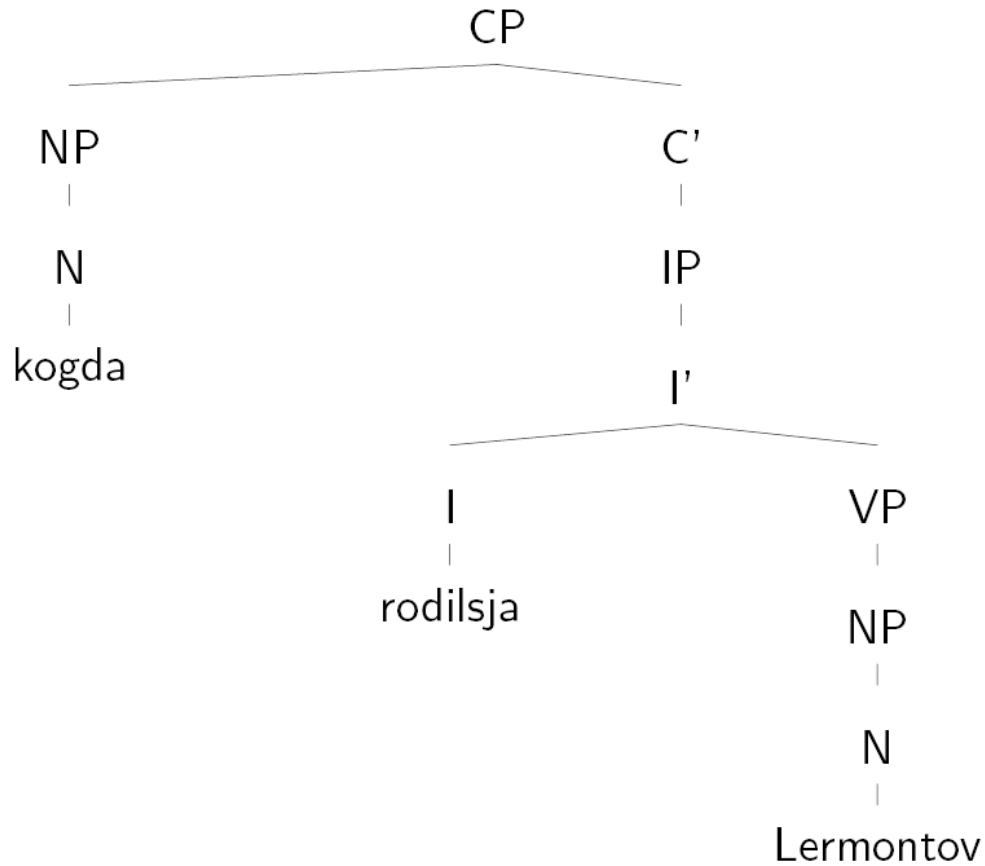 CP
NP C'
N IP
kogda I'
I VP
rodilsja NP
N
Lermontov